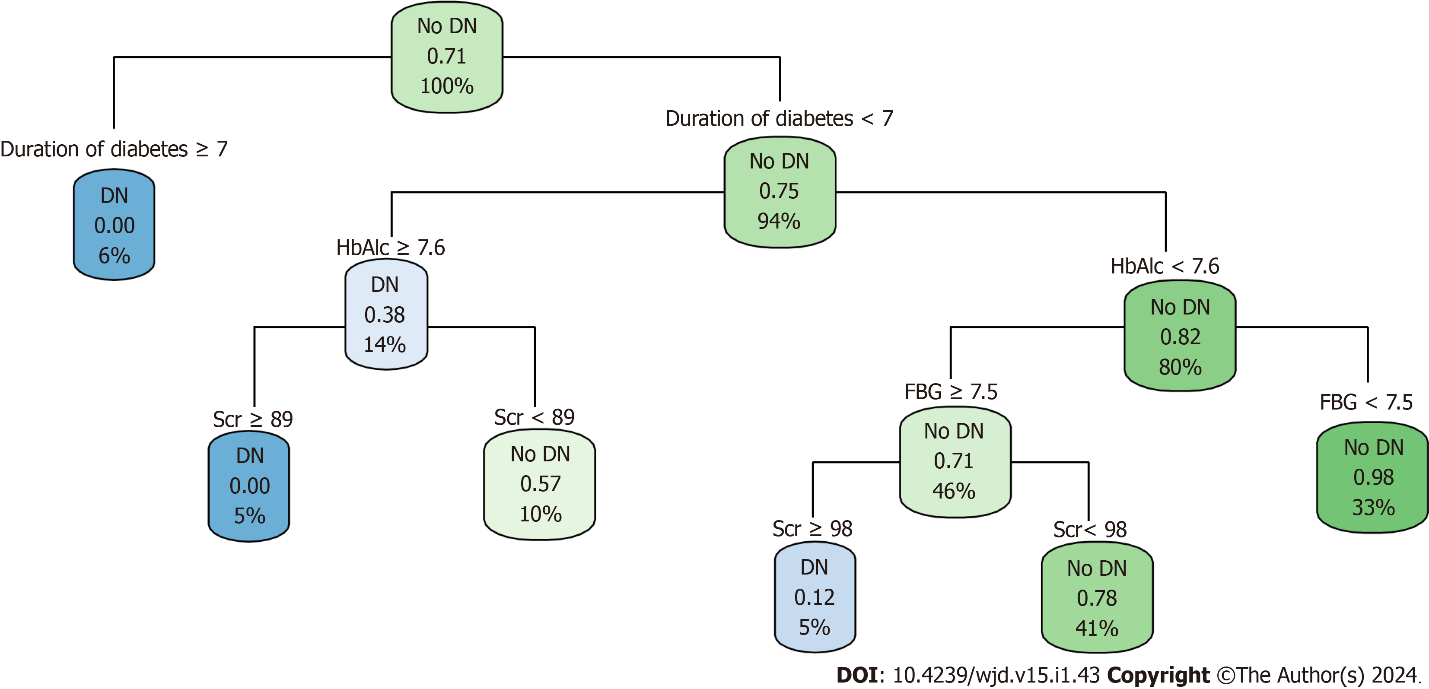 No DN
0.71
100%
Duration of diabetes ≥ 7
DN
0.00
6%
Duration of diabetes < 7
No DN
0.75
94%
HbAlc ≥ 7.6
DN
0.38
14%
HbAlc < 7.6
No DN
0.82
80%
Scr ≥ 89
DN
0.00
5%
Scr < 89
No DN
0.57
10%
FBG ≥ 7.5
No DN
0.71
46%
FBG < 7.5
No DN
0.98
33%
Scr ≥ 98
DN
0.12
5%
Scr< 98
No DN
0.78
41%
DOI: 10.4239/wjd.v15.i1.43 Copyright ©The Author(s) 2024.